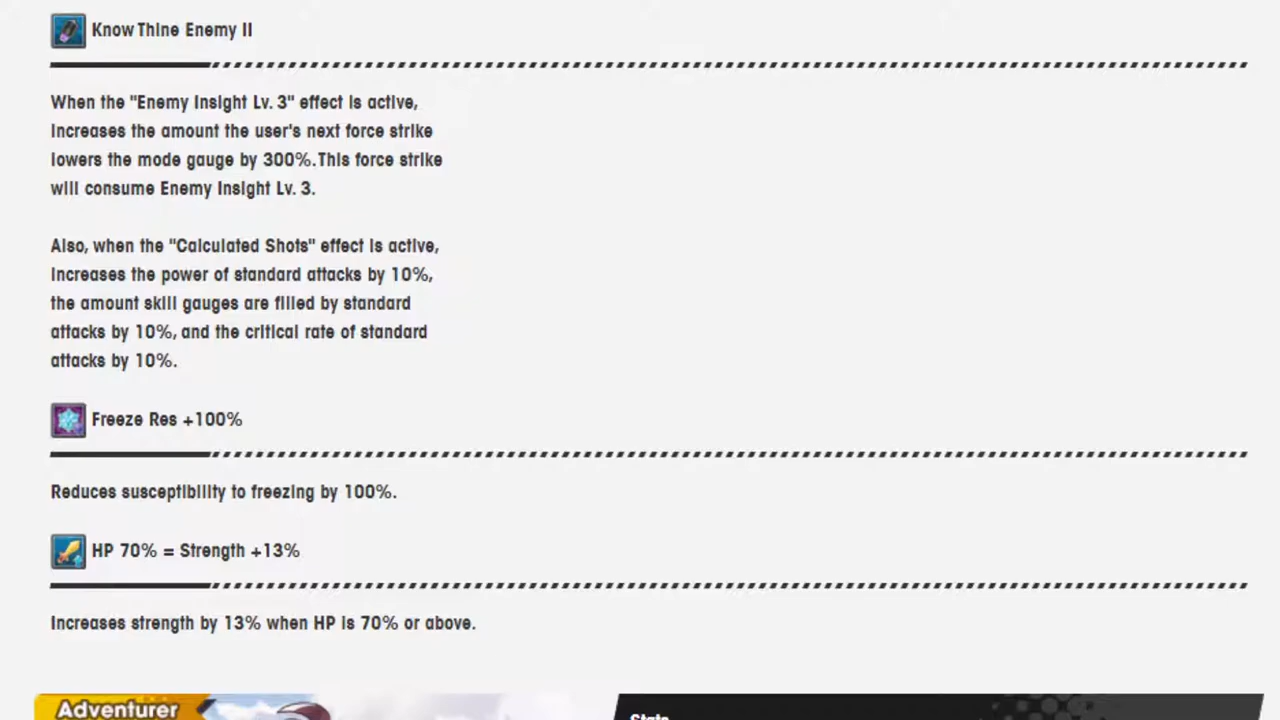 Know Thine Enemy II
When the "Enemy Insight Lv. 3" effect is active,
increases the amount the user's next force strike
lowers the mode gauge by 300%. This force strike
will consume Enemy Insight Lv. 3.
Also, when the "Calculated Shots" effect is active,
increases the power of standard attacks by 10%,
the amount skill gauges are filled by standard
attacks by 10%, and the critical rate of standard
attacks by 10%.
Freeze Res +100%
Reduces susceptibility to freezing by 100%.
HP 70% = Strength +13%
Increases strength by 13% when HP is 70% or above.
Adventurer
Stats